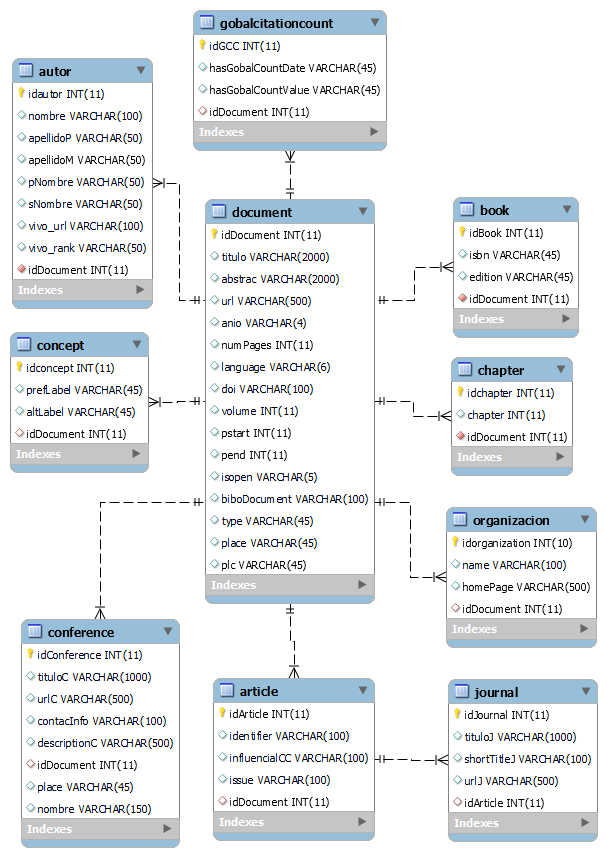 gobalcitationcount
idGCC INT(11)
hasGobalCountDate VARCHAR(45)
hasGobalCountValue VARCHAR(45)
idDocument INT(11)
Indexes
autor
idautor INT(11)
nombre VARCHAR(100)
apellidoP VARCHAR(50)
apellidoM VARCHAR(50)
pNombre VARCHAR(50)
sNombre VARCHAR(50)
vivo_url VARCHAR(100)
vivo_rank VARCHAR(50)
idDocument INT(11)
Indexes
document
idDocument INT(11)
titulo VARCHAR(2000)
abstrac VARCHAR(2000)
url VARCHAR(500)
anio VARCHAR(4)
numPages INT(11)
language VARCHAR(6)
doi VARCHAR(100)
volume INT(11)
pstart INT(11)
pend INT(11)
isopen VARCHAR(5)
biboDocument VARCHAR(100)
type VARCHAR(45)
place VARCHAR(45)
plc VARCHAR(45)
Indexes
book
idBook INT(11)
isbn VARCHAR(45)
edition VARCHAR(45)
idDocument INT(11)
Indexes
concept
idconcept INT(11)
prefLabel VARCHAR(45)
altLabel VARCHAR(45)
idDocument INT(11)
Indexes
chapter
idchapter INT(11)
chapter INT(11)
idDocument INT(11)
Indexes
organizacion
idorganization INT(10)
name VARCHAR(100)
homePage VARCHAR(500)
idDocument INT(11)
Indexes
conference
idConference INT(11)
tituloC VARCHAR(1000)
urlC VARCHAR(500)
contacInfo VARCHAR(100)
descriptionC VARCHAR(500)
idDocument INT(11)
place VARCHAR(45)
nombre VARCHAR(150)
Indexes
article
idArticle INT(11)
identifier VARCHAR(100)
influencialCC VARCHAR(100)
issue VARCHAR(100)
idDocument INT(11)
Indexes
journal
idJournal INT(11)
tituloJ VARCHAR(1000)
shortTitleJ VARCHAR(100)
urlJ VARCHAR(500)
idArticle INT(11)
Indexes